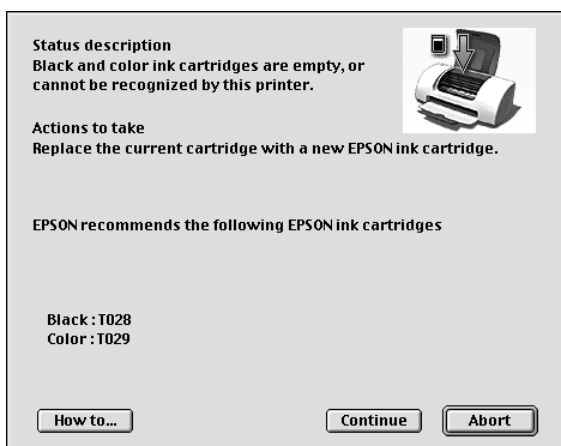 Status description
Black and color ink cartridges are empty, or
cannot be recognized by this printer.
Actions to take
Replace the current cartridge with a new EPSON ink cartridge.
EPSON recommends the following EPSON ink cartridges
Black : T028
Color : T029
How to...
Continue
Abort